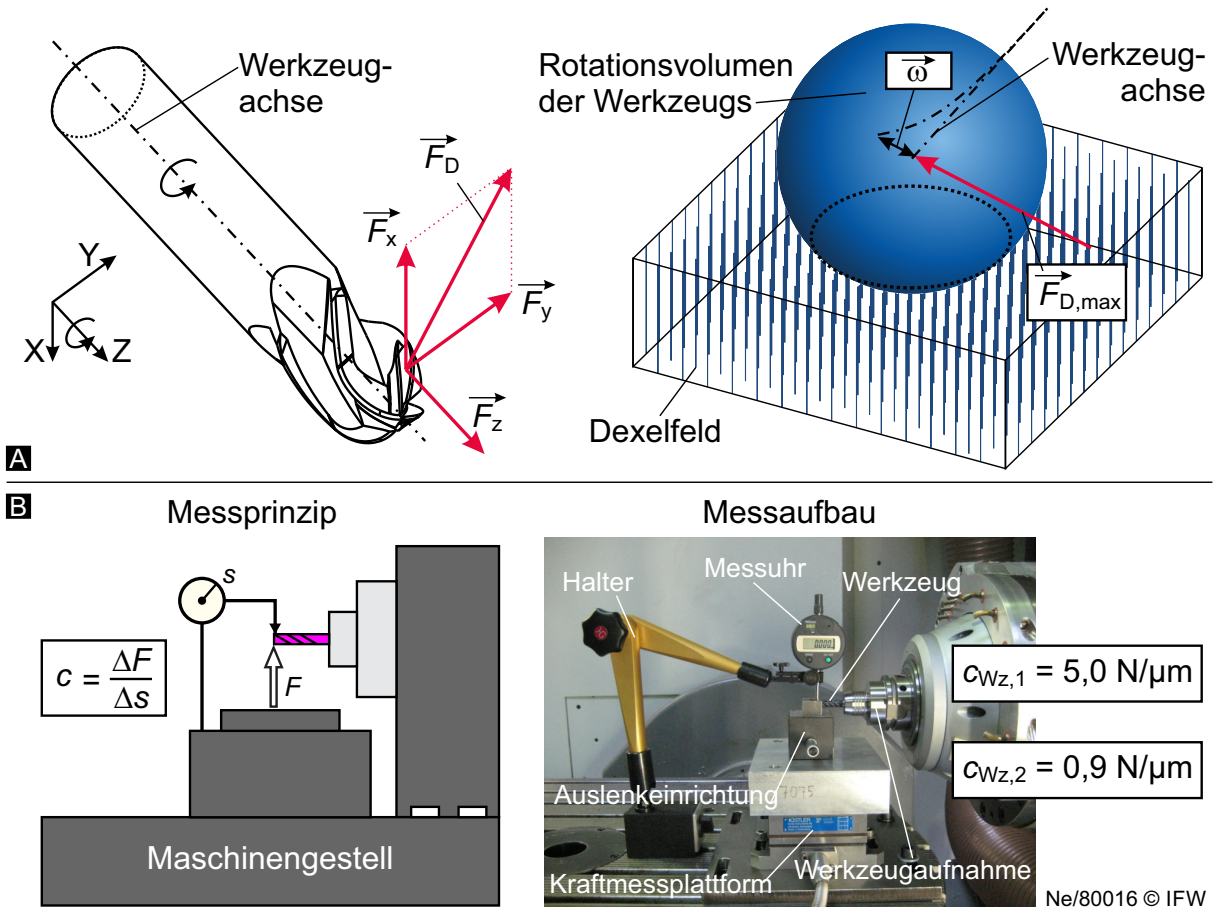 Werkzeug-
achse
F_D
F_x
F_y
F_z
Y
X
Z
A
Rotationsvolumen
der Werkzeugs
ω
Werkzeug-
achse
F_D,max
Dexelfeld
B
Messprinzip
s
c = ΔF/Δs
F
Maschinengestell
Messaufbau
Halter
Messuhr
Werkzeug
Auslenkeinrichtung
7075
KISTLER
Kraftmessplattform
Werkzeugaufnahme
c_Wz,1 = 5,0 N/µm
c_Wz,2 = 0,9 N/µm
Ne/80016 © IFW